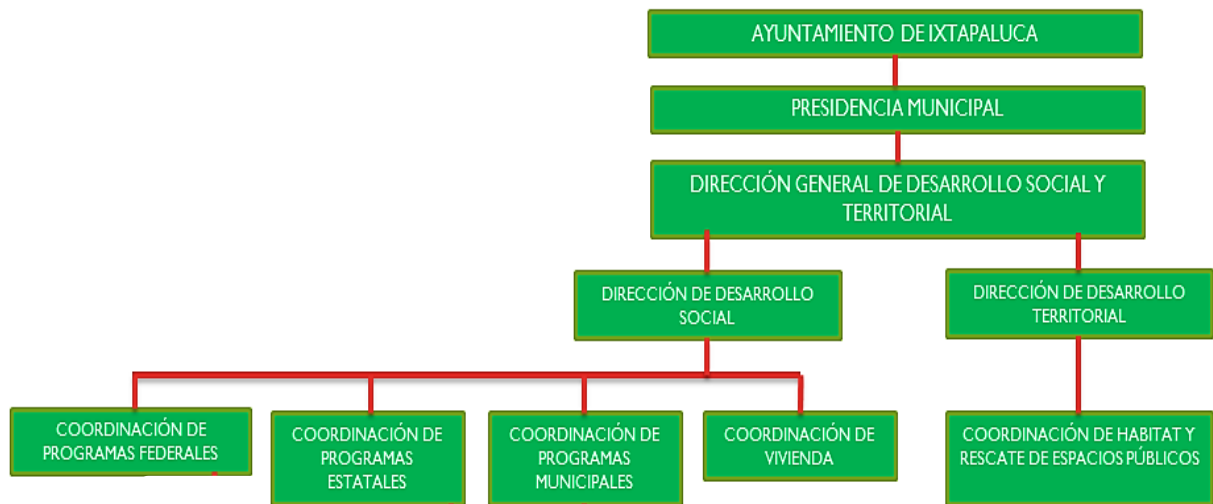 AYUNTAMIENTO DE IXTAPALUCA
PRESIDENCIA MUNICIPAL
DIRECCIÓN GENERAL DE DESARROLLO SOCIAL Y
TERRITORIAL
DIRECCIÓN DE DESARROLLO
SOCIAL
DIRECCIÓN DE DESARROLLO
TERRITORIAL
COORDINACIÓN DE
PROGRAMAS FEDERALES
COORDINACIÓN DE
PROGRAMAS
ESTATALES
COORDINACIÓN DE
PROGRAMAS
MUNICIPALES
COORDINACIÓN DE
VIVIENDA
COORDINACIÓN DE HABITAT Y
RESCATE DE ESPACIOS PÚBLICOS